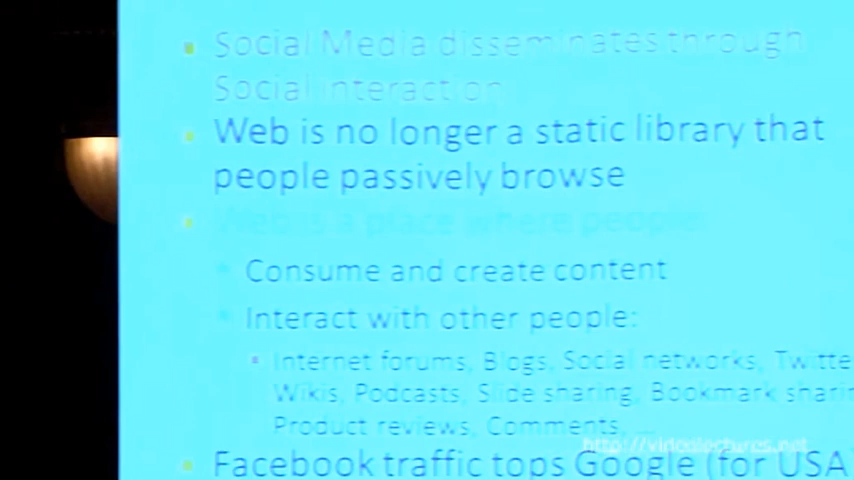 Social Media disseminates through
Social interaction
Web is no longer a static library that
people passively browse
Web is a place where people:
Consume and create content
Interact with other people:
Internet forums, Blogs, Social networks, Twitte
Wikis, Podcasts, Slide sharing, Bookmark sharin
Product reviews, Comments, ...
http://videolectures.net
Facebook traffic tops Google (for USA)